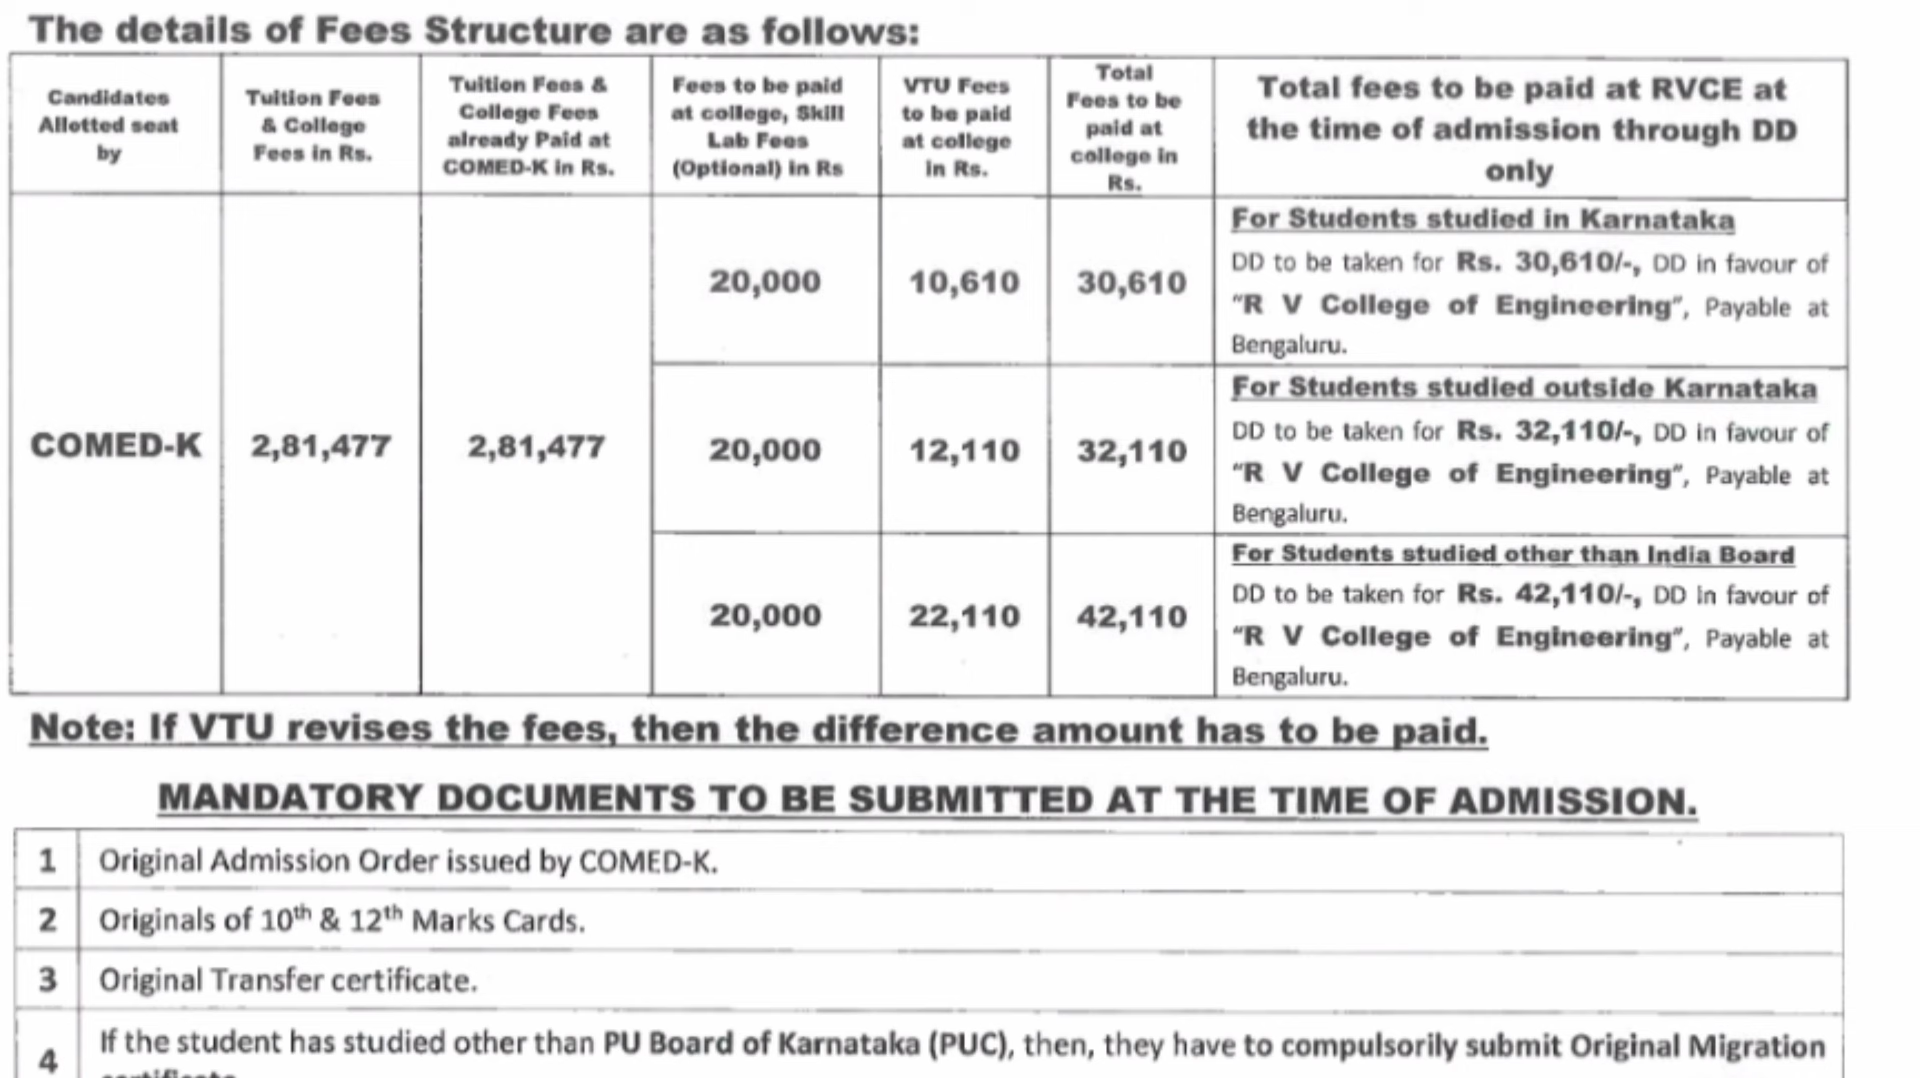 The details of Fees Structure are as follows:
Candidates
Allotted seat
by
Tuition Fees
& College
Fees in Rs.
Tuition Fees &
College Fees
already Paid at
COMED-K in Rs.
Fees to be paid
at college, Skill
Lab Fees
(Optional) in Rs
VTU Fees
to be paid
at college
in Rs.
Total
Fees to be
paid at
college in
Rs.
Total fees to be paid at RVCE at
the time of admission through DD
only
COMED-K
2,81,477
2,81,477
20,000
10,610
30,610
For Students studied in Karnataka
DD to be taken for Rs. 30,610/-, DD in favour of
"R V College of Engineering", Payable at
Bengaluru.
20,000
12,110
32,110
For Students studied outside Karnataka
DD to be taken for Rs. 32,110/-, DD in favour of
"R V College of Engineering", Payable at
Bengaluru.
20,000
22,110
42,110
For Students studied other than India Board
DD to be taken for Rs. 42,110/-, DD in favour of
"R V College of Engineering", Payable at
Bengaluru.
Note: If VTU revises the fees, then the difference amount has to be paid.
MANDATORY DOCUMENTS TO BE SUBMITTED AT THE TIME OF ADMISSION.
1 Original Admission Order issued by COMED-K.
2 Originals of 10th & 12th Marks Cards.
3 Original Transfer certificate.
4 If the student has studied other than PU Board of Karnataka (PUC), then, they have to compulsorily submit Original Migration